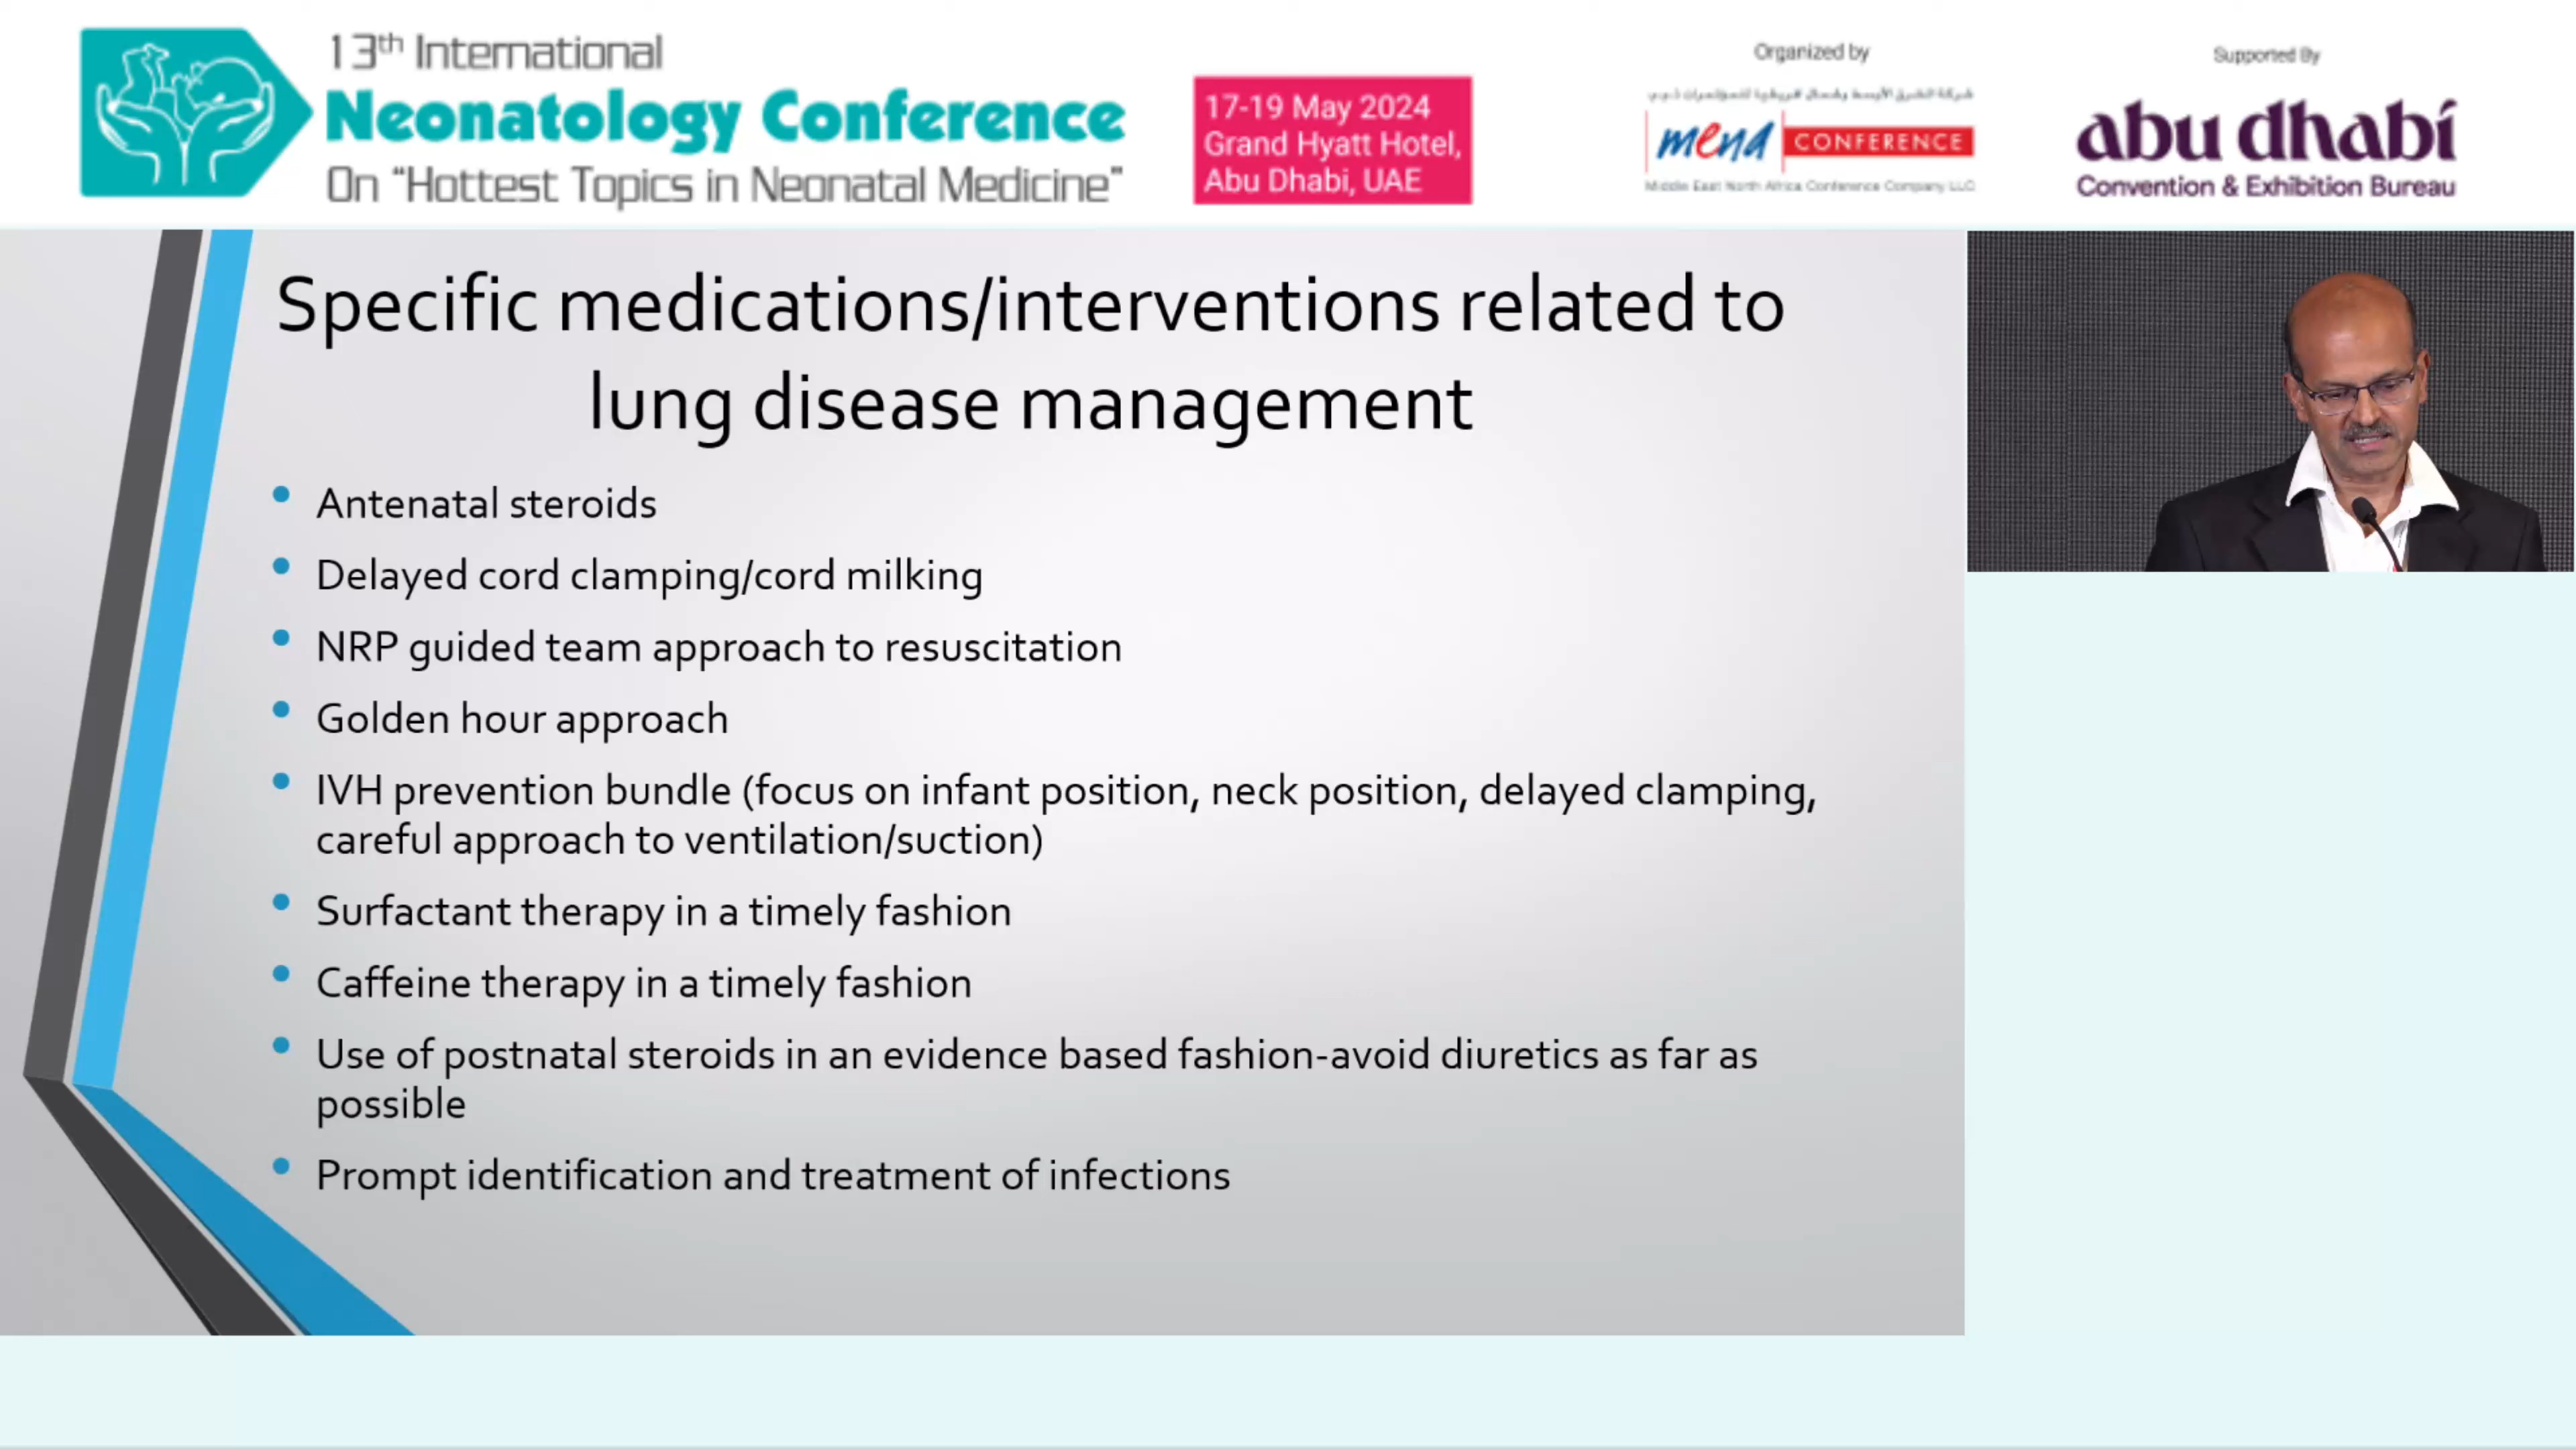 13th International
Neonatology Conference
On "Hottest Topics in Neonatal Medicine"
17-19 May 2024
Grand Hyatt Hotel,
Abu Dhabi, UAE
Organized by
mena CONFERENCE
Middle East North Africa Conference Company LLC
Supported By
abu dhabi
Convention & Exhibition Bureau
Specific medications/interventions related to
lung disease management
• Antenatal steroids
• Delayed cord clamping/cord milking
• NRP guided team approach to resuscitation
• Golden hour approach
• IVH prevention bundle (focus on infant position, neck position, delayed clamping,
careful approach to ventilation/suction)
• Surfactant therapy in a timely fashion
• Caffeine therapy in a timely fashion
• Use of postnatal steroids in an evidence based fashion-avoid diuretics as far as
possible
• Prompt identification and treatment of infections